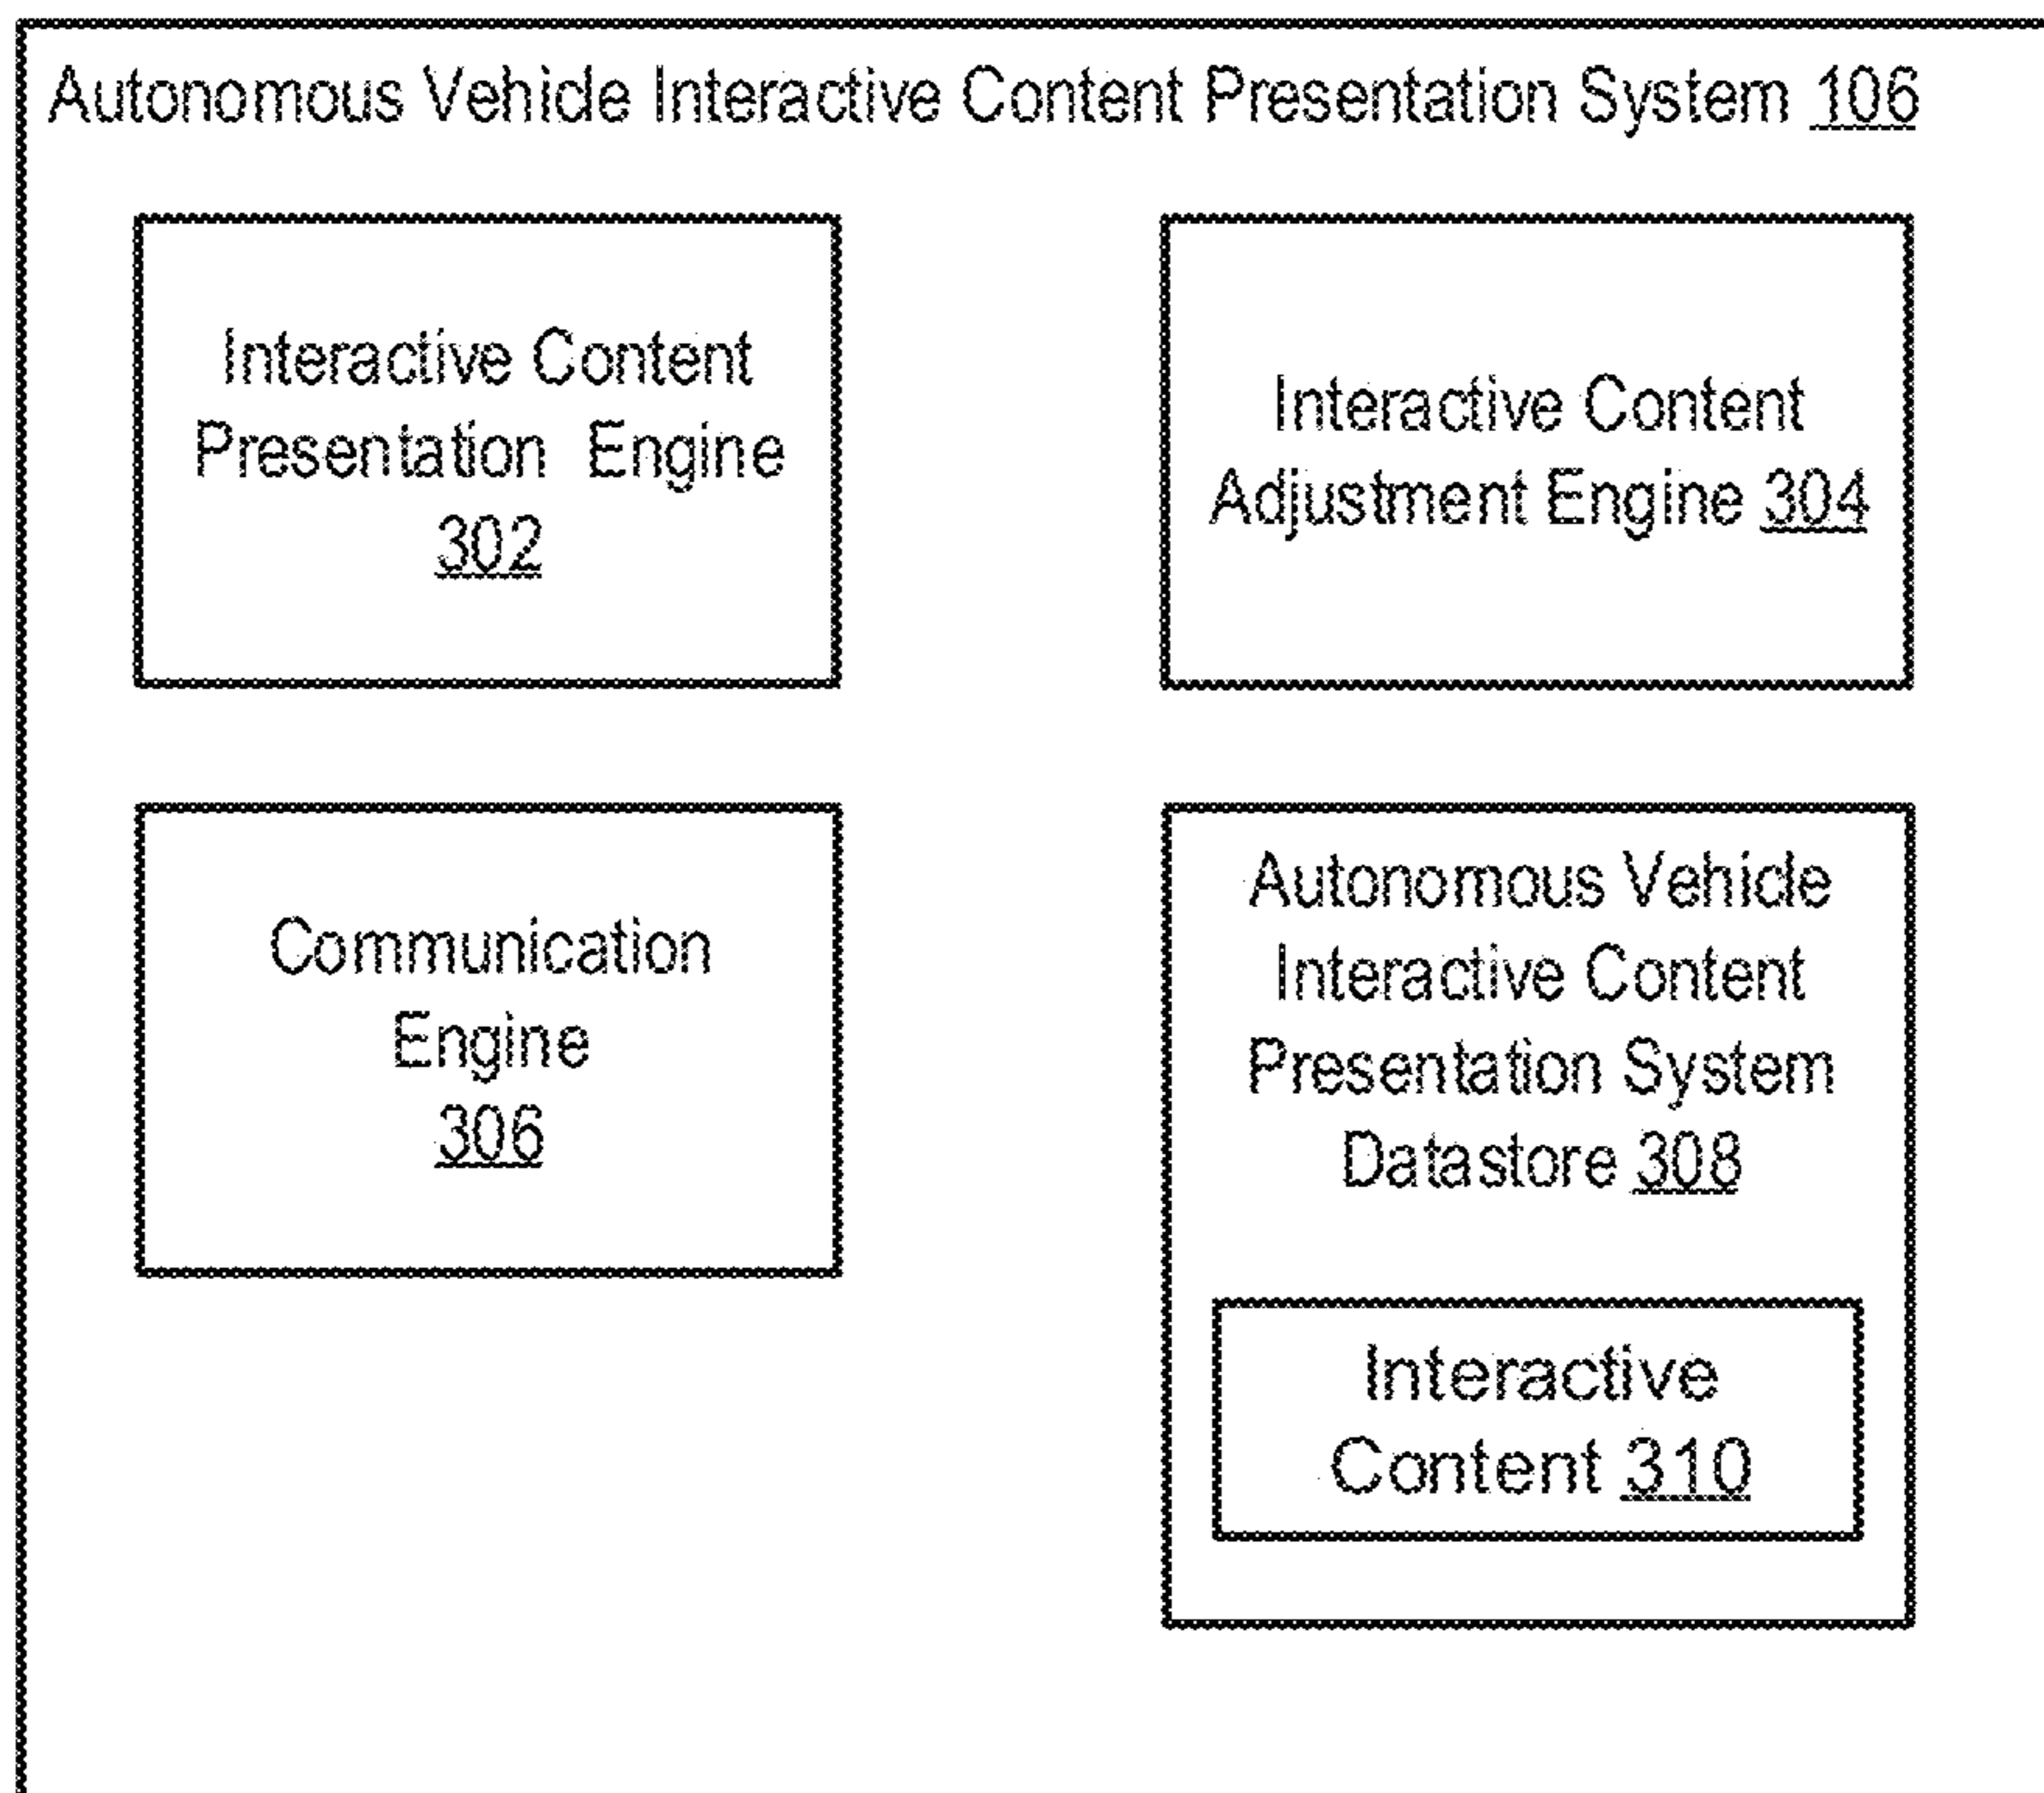 Autonomous Vehicle Interactive Content Presentation System 106
Interactive Content
Presentation Engine
302
Interactive Content
Adjustment Engine 304
Communication
Engine
306
Autonomous Vehicle
Interactive Content
Presentation System
Datastore 308
Interactive
Content 310